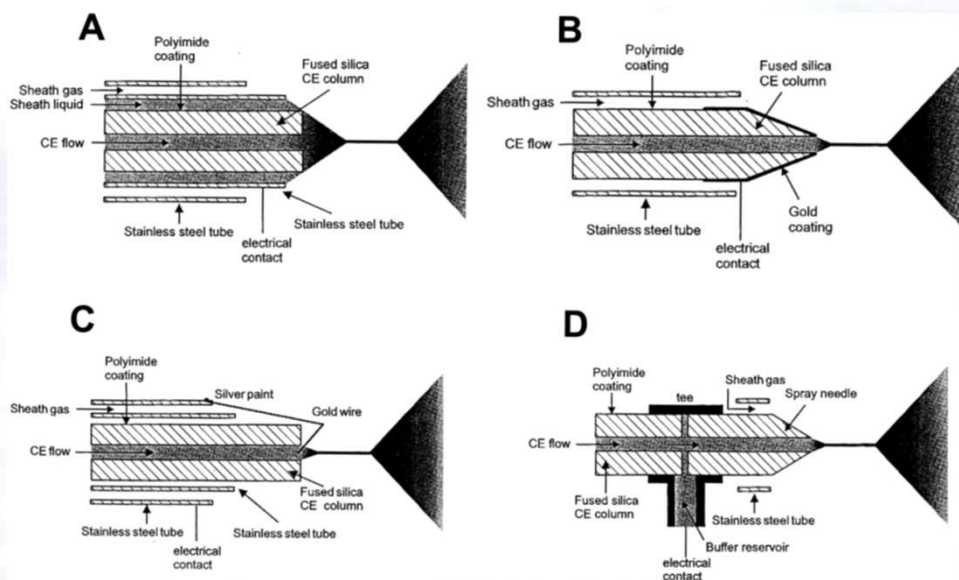 A
Polyimide
coating
Fused silica
CE column
Sheath gas
Sheath liquid
CE flow
Stainless steel tube
Stainless steel tube
electrical
contact
B
Polyimide
coating
Fused silica
CE column
Sheath gas
CE flow
Stainless steel tube
Gold
coating
electrical
contact
C
Polyimide
coating
Silver paint
Sheath gas
Gold wire
CE flow
Fused silica
CE column
Stainless steel tube
Stainless steel tube
electrical
contact
D
Polyimide
coating
tee
Sheath gas
Spray needle
CE flow
Fused silica
CE column
Stainless steel tube
Buffer reservoir
electrical
contact